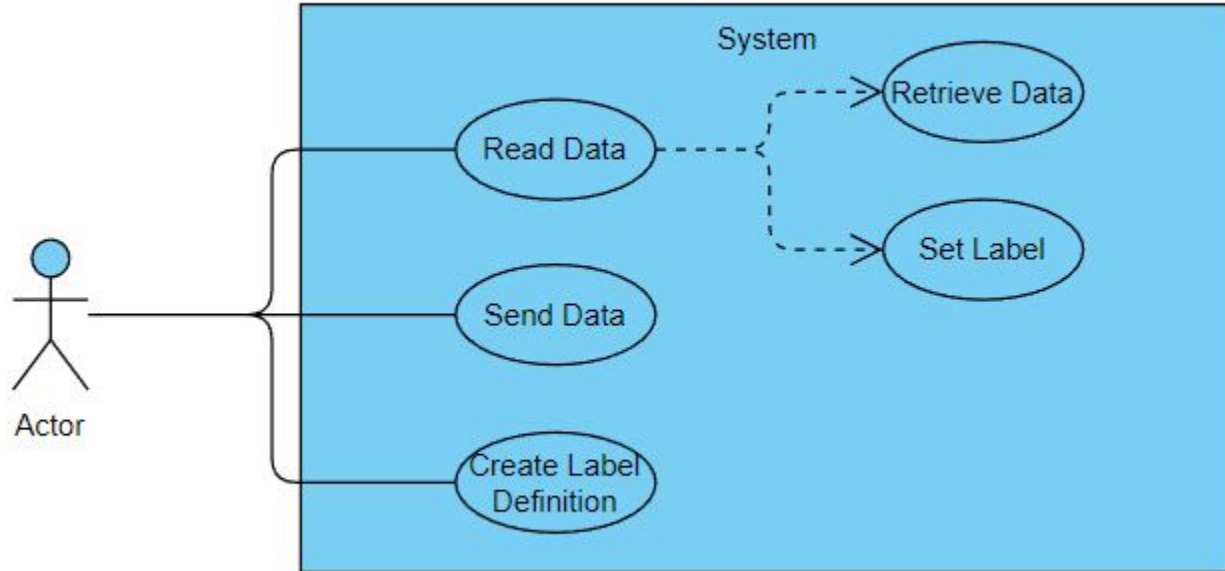 System
Retrieve Data
Read Data
Set Label
Send Data
Actor
Create Label
Definition